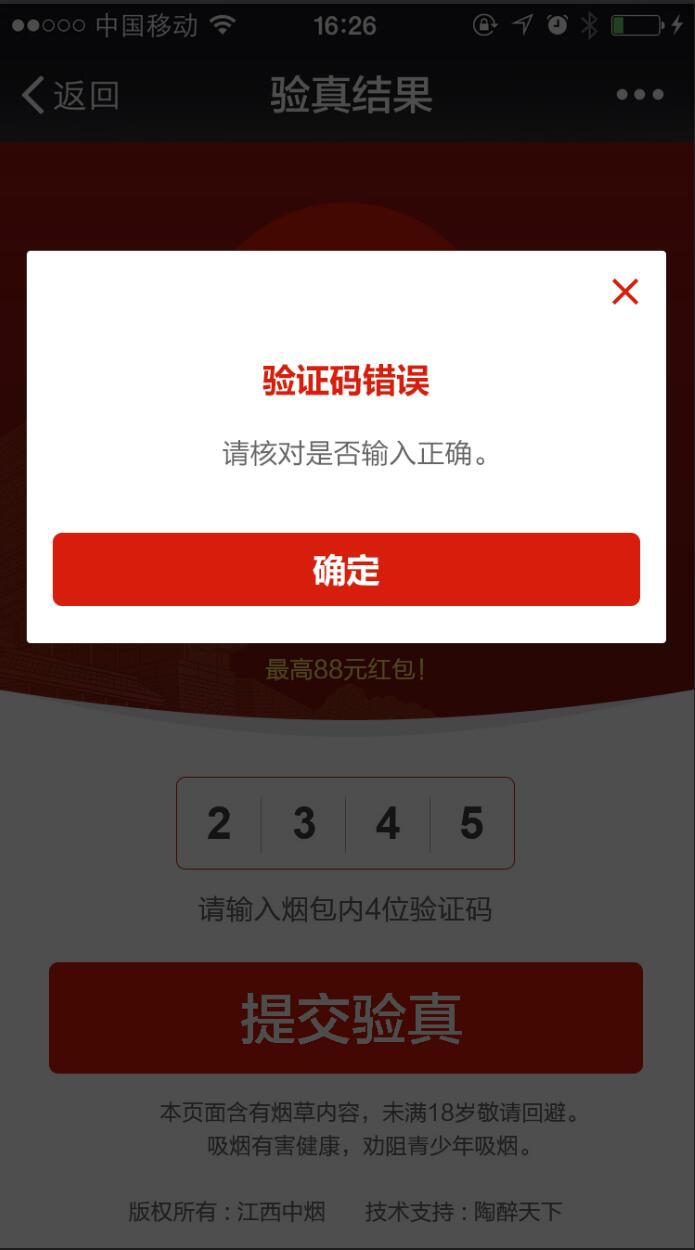 中国移动 16:26
返回 验真结果
验证码错误
请核对是否输入正确。
确定
最高88元红包！
2 3 4 5
请输入烟包内4位验证码
提交验真
本页面含有烟草内容，未满18岁敬请回避。
吸烟有害健康，劝阻青少年吸烟。
版权所有：江西中烟 技术支持：陶醉天下